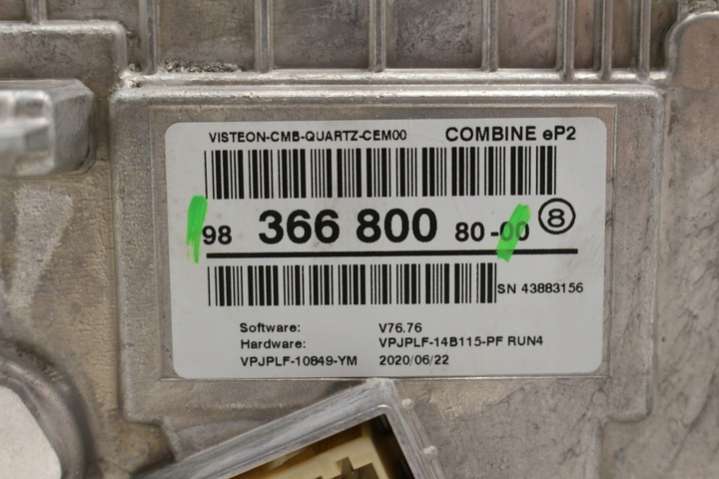 VISTEON-CMB-QUARTZ-CEM00 COMBINE eP2
98 366 800 80-00 8
SN 43883156
Software: V76.76
Hardware: VPJPLF-14B115-PF RUN4
VPJPLF-10849-YM 2020/06/22